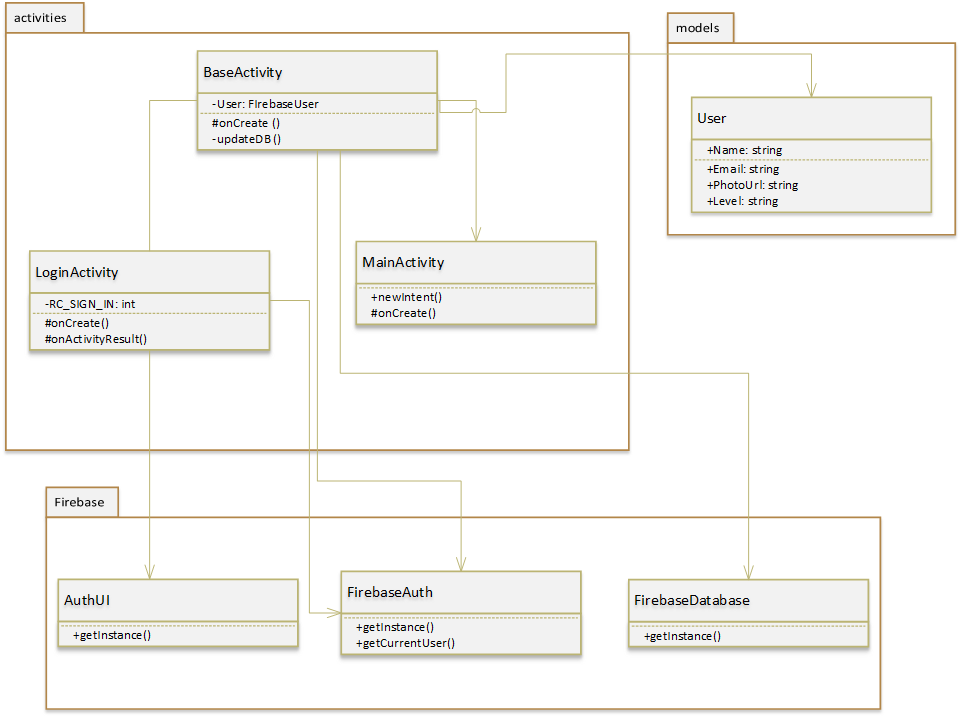 activities
models
BaseActivity
-User: FIrebaseUser
#onCreate ()
-updateDB()
User
+Name: string
+Email: string
+PhotoUrl: string
+Level: string
LoginActivity
-RC_SIGN_IN: int
#onCreate()
#onActivityResult()
MainActivity
+newIntent()
#onCreate()
Firebase
AuthUI
+getInstance()
FirebaseAuth
+getInstance()
+getCurrentUser()
FirebaseDatabase
+getInstance()